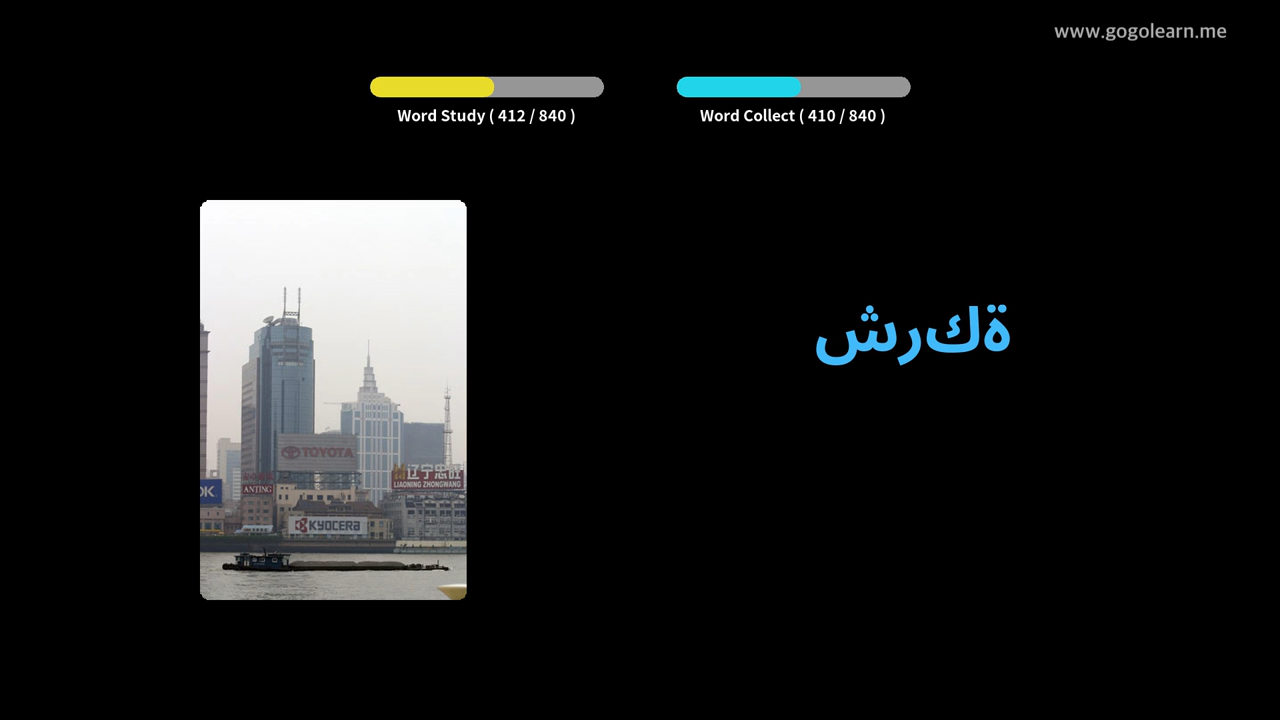 www.gogolearn.me
Word Study ( 412 / 840 )
Word Collect ( 410 / 840 )
شركة
TOYOTA
辽宁忠旺
LIAONING ZHONGWANG
ANTING
KYOCERA